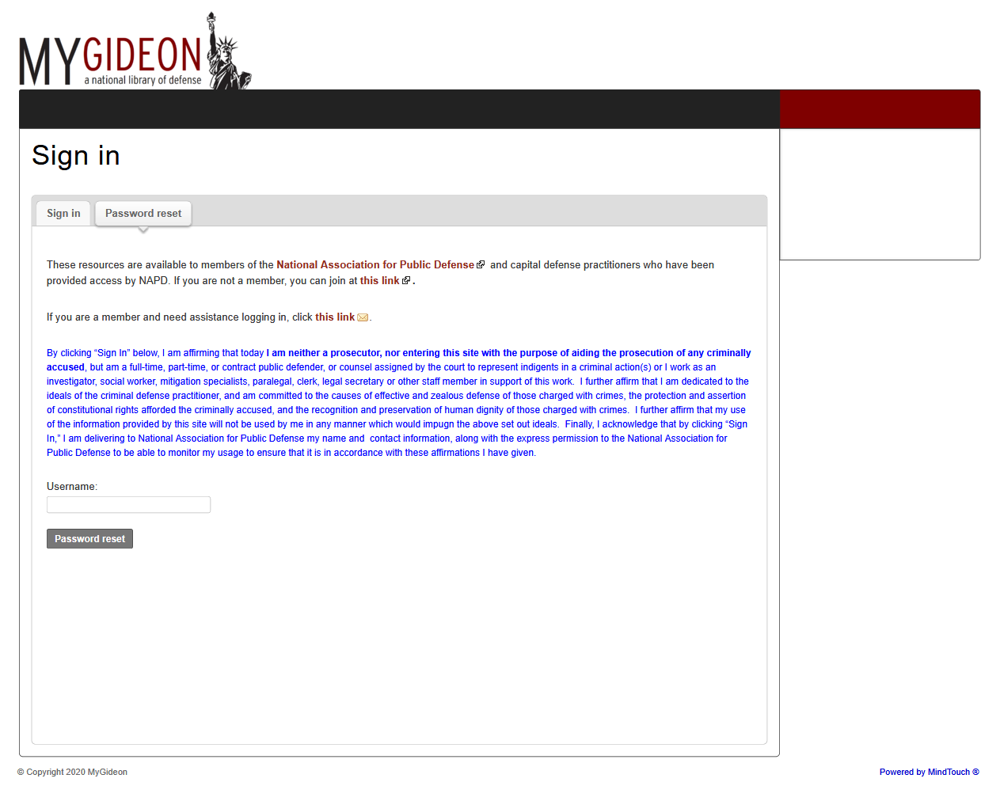 MYGIDEON
a national library of defense
Sign in
Sign in
Password reset
These resources are available to members of the National Association for Public Defense and capital defense practitioners who have been
provided access by NAPD. If you are not a member, you can join at this link .
If you are a member and need assistance logging in, click this link .
By clicking “Sign In” below, I am affirming that today I am neither a prosecutor, nor entering this site with the purpose of aiding the prosecution of any criminally
accused, but am a full-time, part-time, or contract public defender, or counsel assigned by the court to represent indigents in a criminal action(s) or I work as an
investigator, social worker, mitigation specialists, paralegal, clerk, legal secretary or other staff member in support of this work.  I further affirm that I am dedicated to the
ideals of the criminal defense practitioner, and am committed to the causes of effective and zealous defense of those charged with crimes, the protection and assertion
of constitutional rights afforded the criminally accused, and the recognition and preservation of human dignity of those charged with crimes.  I further affirm that my use
of the information provided by this site will not be used by me in any manner which would impugn the above set out ideals.  Finally, I acknowledge that by clicking “Sign
In,” I am delivering to National Association for Public Defense my name and  contact information, along with the express permission to the National Association for
Public Defense to be able to monitor my usage to ensure that it is in accordance with these affirmations I have given.
Username:
Password reset
© Copyright 2020 MyGideon
Powered by MindTouch ®